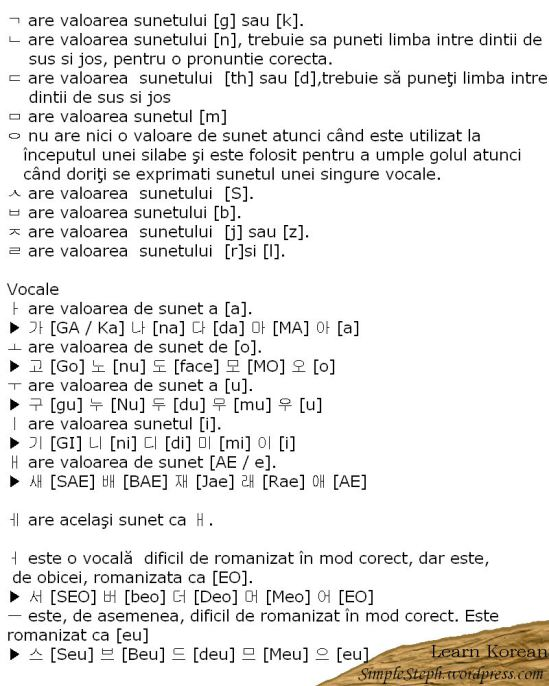 ㄱ are valoarea sunetului [g] sau [k].
ㄴ are valoarea sunetului [n], trebuie sa puneti limba intre dintii de
sus si jos, pentru o pronuntie corecta.
ㄷ are valoarea sunetului [th] sau [d],trebuie să puneţi limba intre
dintii de sus si jos
ㅁ are valoarea sunetul [m]
ㅇ nu are nici o valoare de sunet atunci când este utilizat la
începutul unei silabe şi este folosit pentru a umple golul atunci
când doriţi se exprimati sunetul unei singure vocale.
ㅅ are valoarea sunetului [S].
ㅂ are valoarea sunetului [b].
ㅈ are valoarea sunetului [j] sau [z].
ㄹ are valoarea sunetului [r]si [l].
Vocale
ㅏ are valoarea de sunet a [a].
▶ 가 [GA / Ka] 나 [na] 다 [da] 마 [MA] 아 [a]
ㅗ are valoarea de sunet de [o].
▶ 고 [Go] 노 [nu] 도 [face] 모 [MO] 오 [o]
ㅜ are valoarea de sunet a [u].
▶ 구 [gu] 누 [Nu] 두 [du] 무 [mu] 우 [u]
ㅣ are valoarea sunetul [i].
▶ 기 [GI] 니 [ni] 디 [di] 미 [mi] 이 [i]
ㅐ are valoarea de sunet [AE / e].
▶ 새 [SAE] 배 [BAE] 재 [Jae] 래 [Rae] 애 [AE]
ㅔ are acelaşi sunet ca ㅐ.
ㅓ este o vocală dificil de romanizat în mod corect, dar este,
de obicei, romanizata ca [EO].
▶ 서 [SEO] 버 [beo] 더 [Deo] 머 [Meo] 어 [EO]
ㅡ este, de asemenea, dificil de romanizat în mod corect. Este
romanizat ca [eu]
▶ 스 [Seu] 브 [Beu] 드 [deu] 므 [Meu] 으 [eu]
Learn Korean
SimpleSteph.wordpress.com